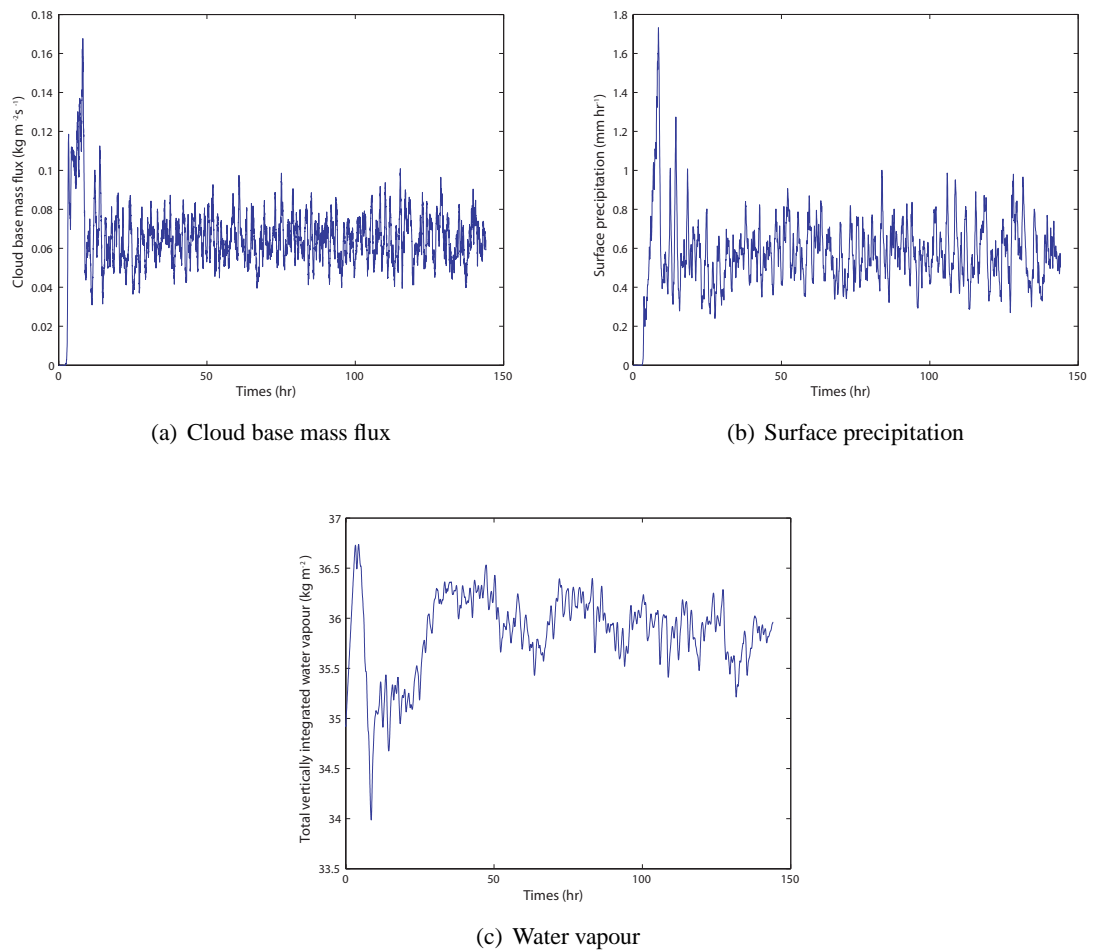 0.18
0.16
0.14
0.12
0.1
0.08
0.06
0.04
0.02
0
Cloud base mass flux (kg m⁻²s⁻¹)
0 50 100 150
Times (hr)
(a) Cloud base mass flux
1.8
1.6
1.4
1.2
1.0
0.8
0.6
0.4
0.2
0
Surface precipitation (mm hr¹)
0 50 100 150
Times (hr)
(b) Surface precipitation
37
36.5
36
35.5
35
34.5
34
33.5
Total vertically integrated water vapour (kg m⁻²)
0 50 100 150
Times (hr)
(c) Water vapour